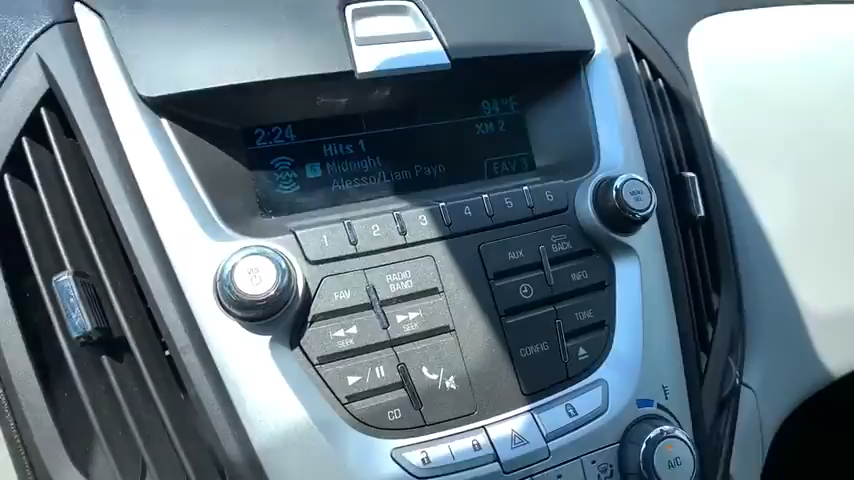 94°F
2:24
Hits 1
XM 2
6
Midnight
Alesso/Liam Payn
FAV 3
1 2 3 4 5 6
MENU
SEL
VOL
FAV
RADIO
BAND
AUX
BACK
INFO
SEEK
SEEK
CONFIG
TONE
CD
F
A/C